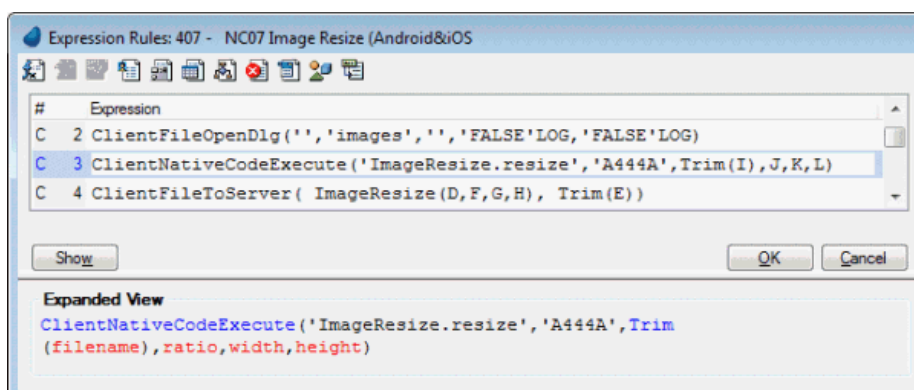 Expression Rules: 407 -   NC07 Image Resize (Android&iOS
# Expression
C 2 ClientFileOpenDlg('','images','','FALSE'LOG,'FALSE'LOG)
C 3 ClientNativeCodeExecute('ImageResize.resize','A444A',Trim(I),J,K,L)
C 4 ClientFileToServer( ImageResize(D,F,G,H), Trim(E))
Show OK Cancel
Expanded View
ClientNativeCodeExecute('ImageResize.resize','A444A',Trim
(filename),ratio,width,height)